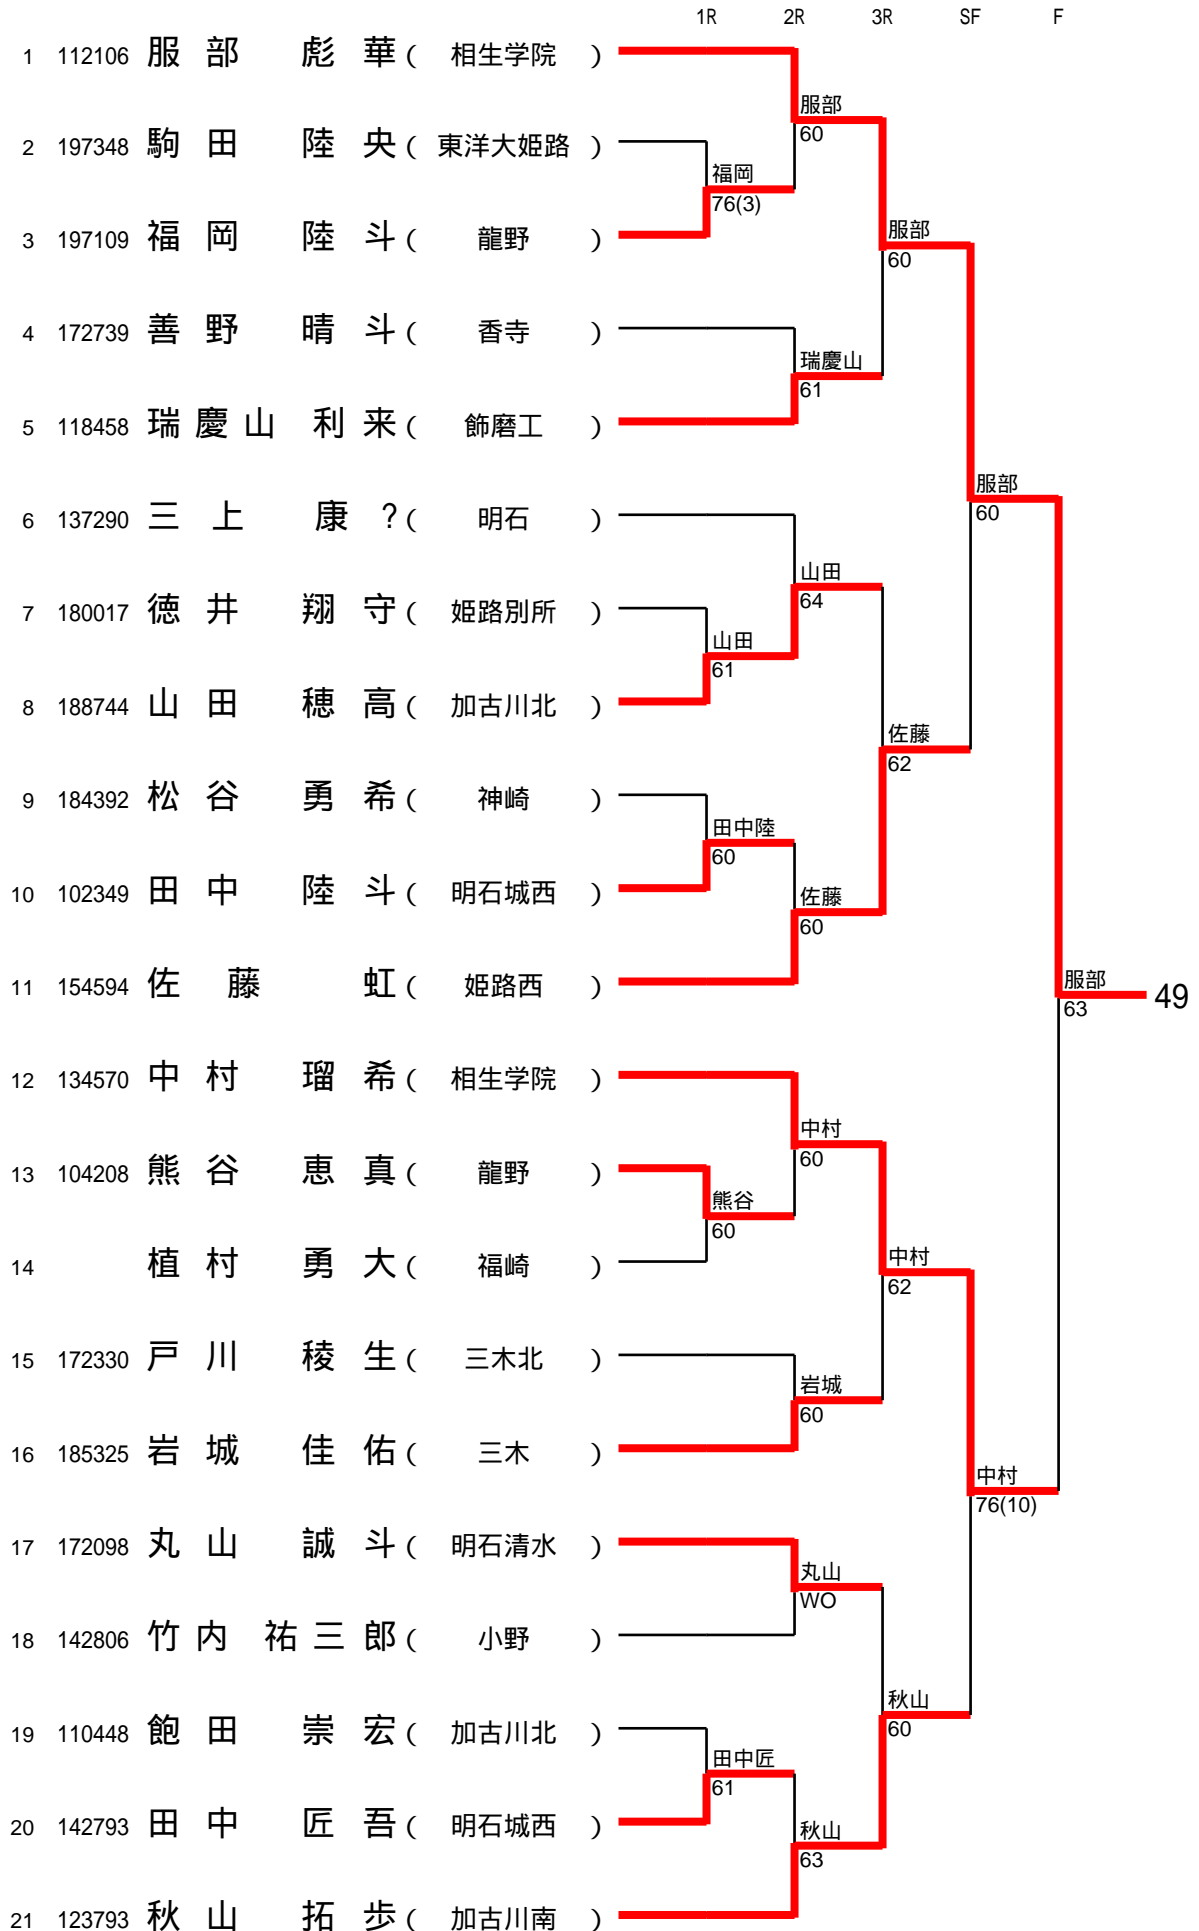 1R 2R 3R SF F
1 112106 服部 彪華 ( 相生学院 )
服部
60
2 197348 駒田 陸央 ( 東洋大姫路 )
福岡
76(3)
3 197109 福岡 陸斗 ( 龍野 )
服部
60
4 172739 善野 晴斗 ( 香寺 )
瑞慶山
61
5 118458 瑞慶山 利来 ( 飾磨工 )
服部
60
6 137290 三上 康? ( 明石 )
山田
64
7 180017 徳井 翔守 ( 姫路別所 )
山田
61
8 188744 山田 穂高 ( 加古川北 )
佐藤
62
9 184392 松谷 勇希 ( 神崎 )
田中陸
60
10 102349 田中 陸斗 ( 明石城西 )
佐藤
60
11 154594 佐藤 虹 ( 姫路西 )
服部
63
49
12 134570 中村 瑠希 ( 相生学院 )
中村
60
13 104208 熊谷 恵真 ( 龍野 )
熊谷
60
14 植村 勇大 ( 福崎 )
中村
62
15 172330 戸川 稜生 ( 三木北 )
岩城
60
16 185325 岩城 佳佑 ( 三木 )
中村
76(10)
17 172098 丸山 誠斗 ( 明石清水 )
丸山
WO
18 142806 竹内 祐三郎 ( 小野 )
秋山
60
19 110448 飽田 崇宏 ( 加古川北 )
田中匠
61
20 142793 田中 匠吾 ( 明石城西 )
秋山
63
21 123793 秋山 拓歩 ( 加古川南 )